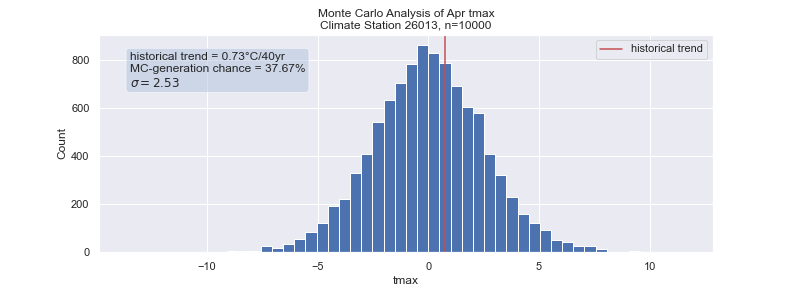 Monte Carlo Analysis of Apr tmax
Climate Station 26013, n=10000
historical trend = 0.73°C/40yr
MC-generation chance = 37.67%
σ = 2.53
historical trend
800
600
400
200
0
Count
−10
−5
0
5
10
tmax